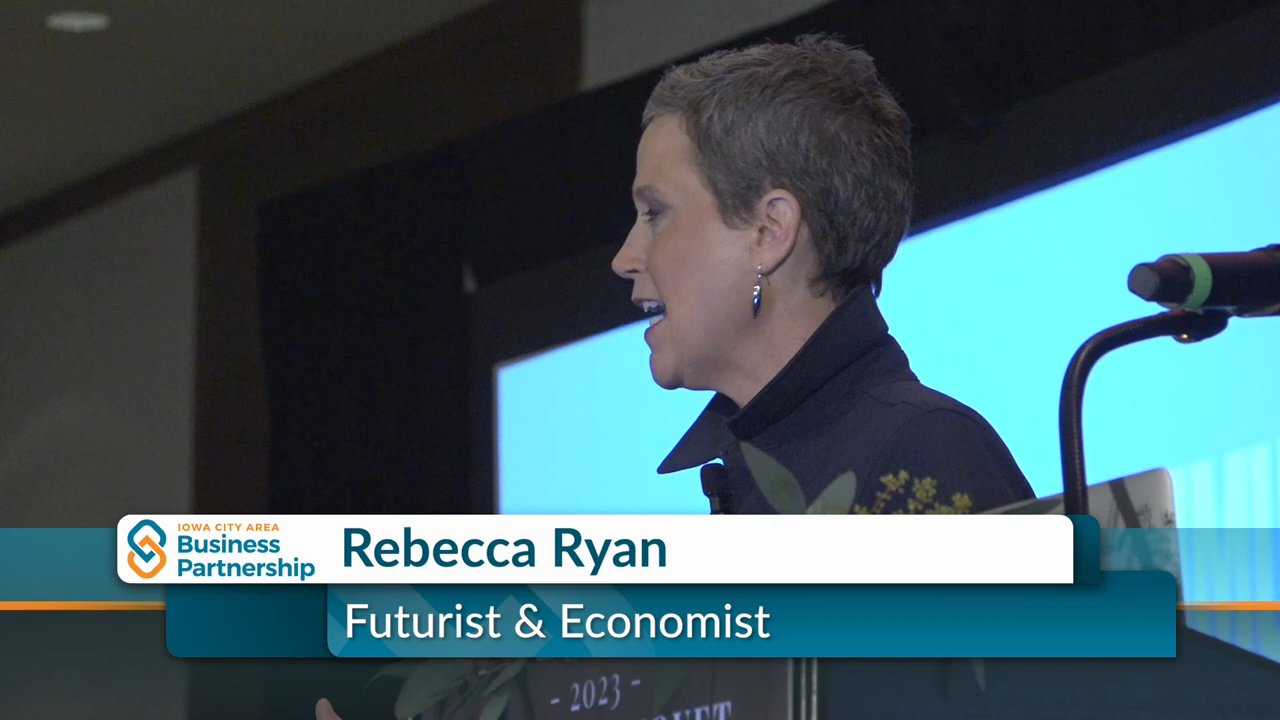 IOWA CITY AREA
Business
Partnership
Rebecca Ryan
Futurist & Economist
- 2023 -